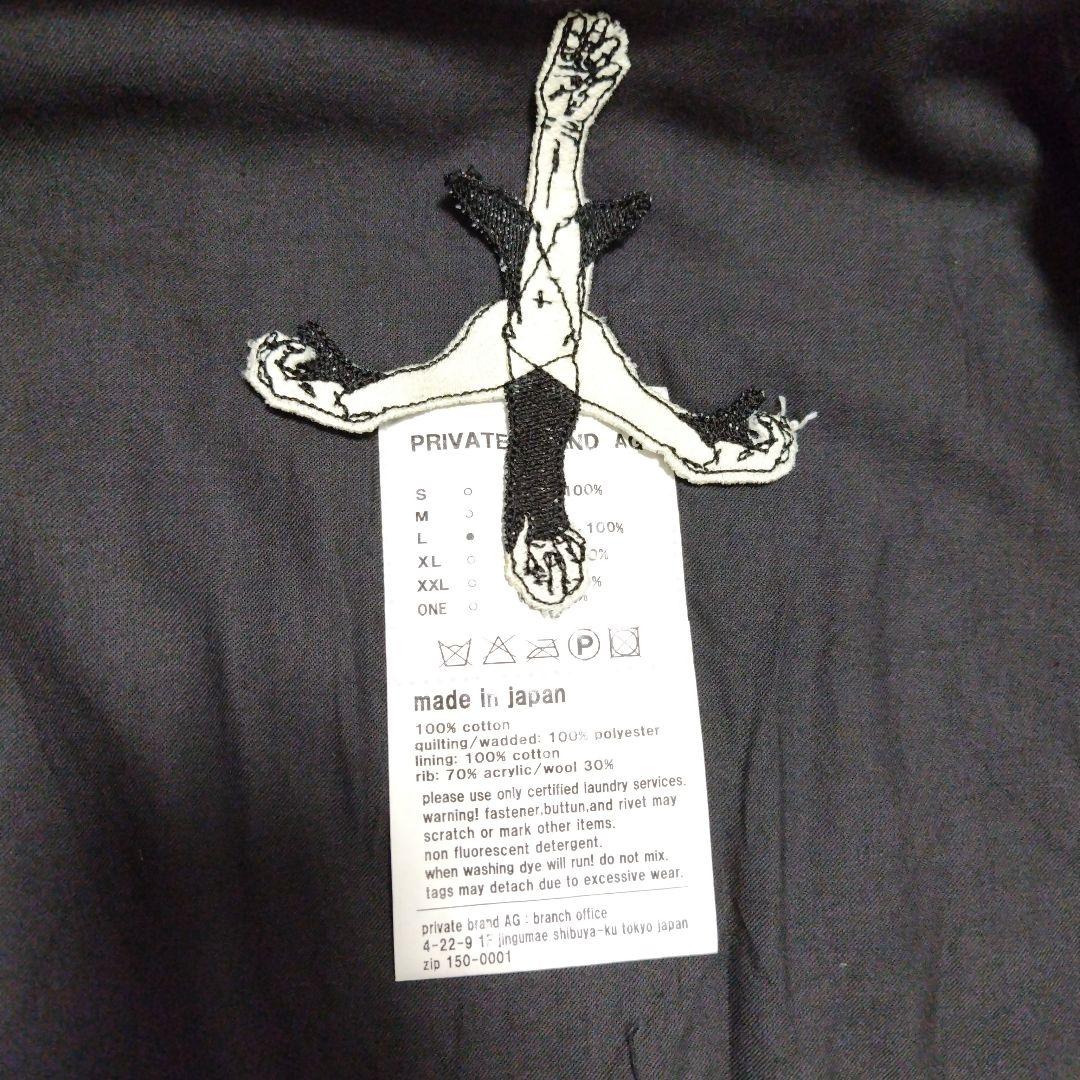 PRIVATE ND AG
S ○ 100%
M ○
L ● 100%
XL ○ 0%
XXL ○ %
ONE ○ %
P
made in japan
100% cotton
quilting/wadded: 100% polyester
lining: 100% cotton
rib: 70% acrylic/wool 30%
please use only certified laundry services.
warning! fastener,buttun,and rivet may
scratch or mark other items.
non fluorescent detergent.
when washing dye will run! do not mix.
tags may detach due to excessive wear.
private brand AG : branch office
4-22-9 1F jingumae shibuya-ku tokyo japan
zip 150-0001